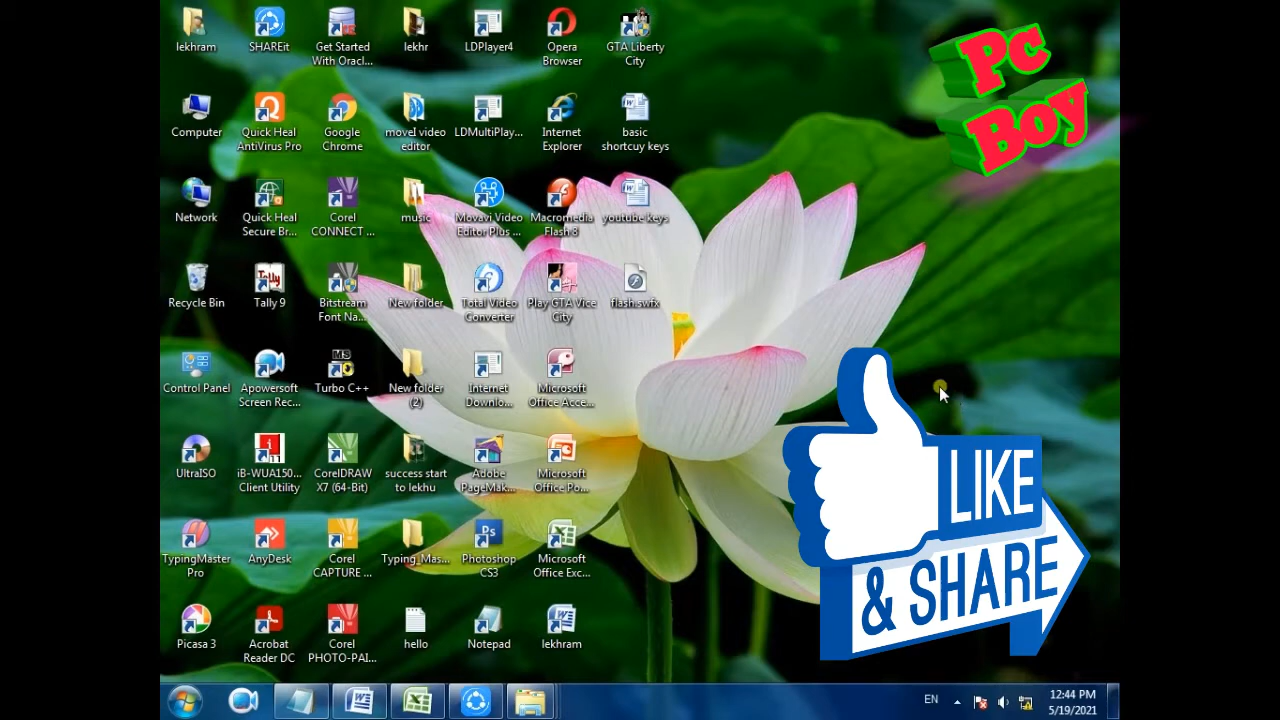 lekhram
SHAREit
Get Started
With Oracl...
lekhr
LDPlayer4
Opera
Browser
GTA Liberty
City
Pc
Boy
Computer
Quick Heal
AntiVirus Pro
Google
Chrome
moveI video
editor
LDMultiPlay...
Internet
Explorer
basic
shortcuy keys
Network
Quick Heal
Secure Br...
Corel
CONNECT ...
music
Movavi Video
Editor Plus ...
Macromedia
Flash 8
youtube keys
Recycle Bin
Tally 9
Bitstream
Font Na...
New folder
Total Video
Converter
Play GTA Vice
City
flash.swfx
Control Panel
Apowersoft
Screen Rec...
Turbo C++
New folder
(2)
Internet
Downlo...
Microsoft
Office Acce...
UltraISO
iB-WUA150...
Client Utility
CorelDRAW
X7 (64-Bit)
success start
to lekhu
Adobe
PageMak...
Microsoft
Office Po...
LIKE
& SHARE
TypingMaster
Pro
AnyDesk
Corel
CAPTURE ...
Typing_Mas...
Photoshop
CS3
Microsoft
Office Exc...
Picasa 3
Acrobat
Reader DC
Corel
PHOTO-PAI...
hello
Notepad
lekhram
EN
12:44 PM
5/19/2021